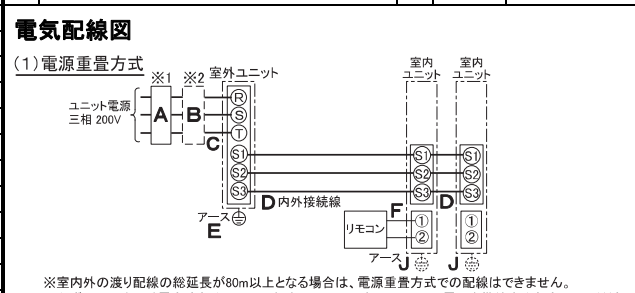 電気配線図
(1)電源重畳方式
※1 ※2 室外ユニット
室内
ユニット
室内
ユニット
ユニット電源
三相 200V
A
B
C
R
S
T
S1
S2
S3
S1
S2
S3
S1
S2
S3
D 内外接続線
D
アース
E
リモコン
F
①
②
①
②
アース J
J
※室内外の渡り配線の総延長が80m以上となる場合は、電源重畳方式での配線はできません。